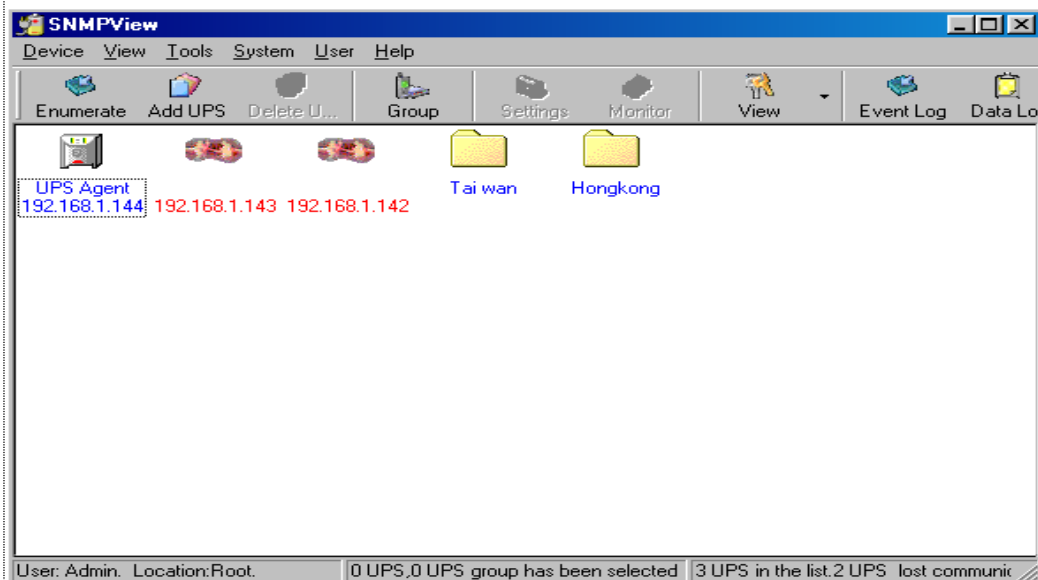 SNMPView
Device View Tools System User Help
Enumerate Add UPS Delete U... Group Settings Monitor View Event Log Data Lo
UPS Agent
192.168.1.144 192.168.1.143 192.168.1.142
Tai wan Hongkong
User: Admin. Location:Root. 0 UPS,0 UPS group has been selected 3 UPS in the list.2 UPS lost communic